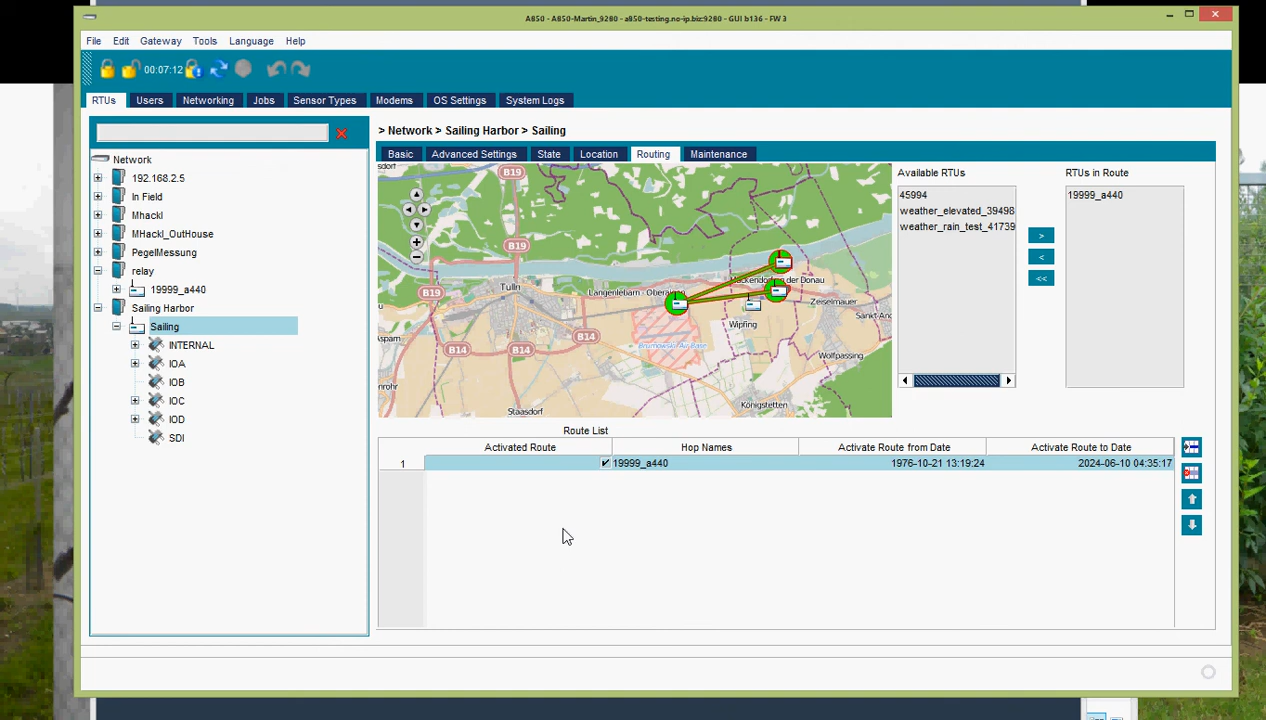 A850 - A850-Martin_9280 - a850-testing.no-ip.biz:9280 - GUI b136 - FW 3
File Edit Gateway Tools Language Help
00:07:12
RTUs Users Networking Jobs Sensor Types Modems OS Settings System Logs
Network
192.168.2.5
In Field
Mhackl
MHackl_OutHouse
PegelMessung
relay
19999_a440
Sailing Harbor
Sailing
INTERNAL
IOA
IOB
IOC
IOD
SDI
> Network > Sailing Harbor > Sailing
Basic Advanced Settings State Location Routing Maintenance
B19
B19
B19
Tulln
Langenlebarn - Oberaigen
der Donau
Zeiselmauer
Wipfing
B14
B14
B14
Brumowski Air Base
Wolfpassing
Königstetten
Staasdorf
Available RTUs
45994
weather_elevated_39498
weather_rain_test_41739
>
<
<<
RTUs in Route
19999_a440
Route List
Activated Route Hop Names Activate Route from Date Activate Route to Date
1 19999_a440 1976-10-21 13:19:24 2024-06-10 04:35:17